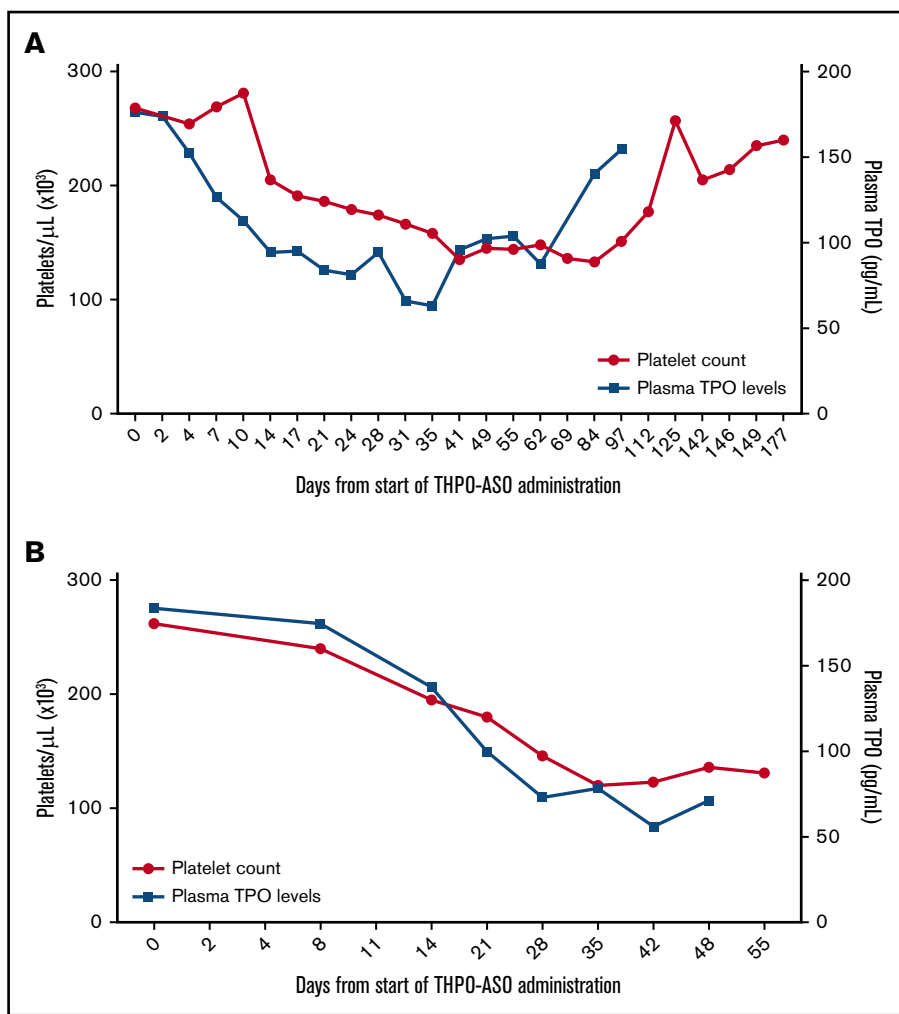 A
300
200
100
0
Platelets/μL (x10³)
200
150
100
50
0
Plasma TPO (pg/mL)
Platelet count
Plasma TPO levels
0 2 4 7 10 14 17 21 24 28 31 35 41 49 55 62 69 84 97 112 125 142 146 149 177
Days from start of THPO-ASO administration
B
300
200
100
0
Platelets/μL (x10³)
200
150
100
50
0
Plasma TPO (pg/mL)
Platelet count
Plasma TPO levels
0 2 4 8 11 14 21 28 35 42 48 55
Days from start of THPO-ASO administration